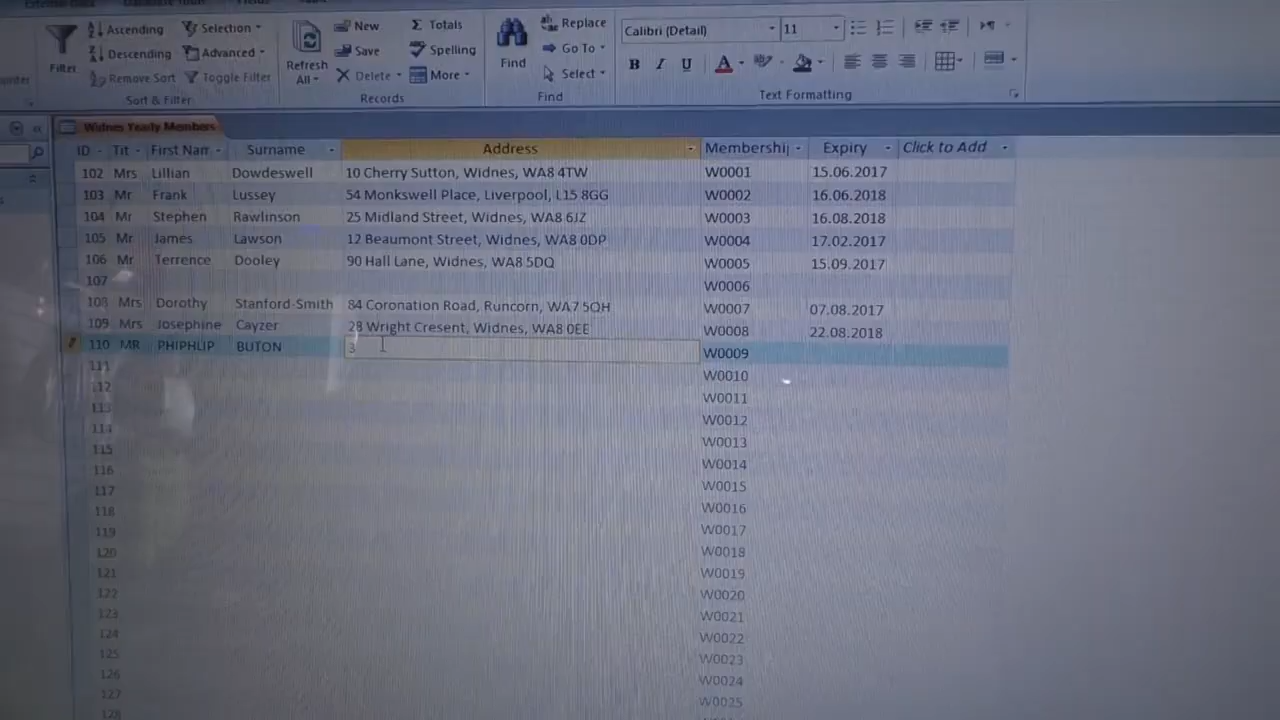 Ascending Selection New Totals Replace Calibri (Detail) 11
Descending Advanced Save Spelling Go To
Filter Remove Sort Toggle Filter Refresh All Delete More Find Select B I U A
Sort & Filter Records Find Text Formatting
Widnes Yearly Members
ID Tit First Nam Surname Address Membership Expiry Click to Add
102 Mrs Lillian Dowdeswell 10 Cherry Sutton, Widnes, WA8 4TW W0001 15.06.2017
103 Mr Frank Lussey 54 Monkswell Place, Liverpool, L15 8GG W0002 16.06.2018
104 Mr Stephen Rawlinson 25 Midland Street, Widnes, WA8 6JZ W0003 16.08.2018
105 Mr James Lawson 12 Beaumont Street, Widnes, WA8 0DP W0004 17.02.2017
106 Mr Terrence Dooley 90 Hall Lane, Widnes, WA8 5DQ W0005 15.09.2017
107 W0006
108 Mrs Dorothy Stanford-Smith 84 Coronation Road, Runcorn, WA7 5QH W0007 07.08.2017
109 Mrs Josephine Cayzer 28 Wright Cresent, Widnes, WA8 0EE W0008 22.08.2018
110 MR PHIPHLIP BUTON 3 W0009
111 W0010
112 W0011
113 W0012
114 W0013
115 W0014
116 W0015
117 W0016
118 W0017
119 W0018
120 W0019
121 W0020
122 W0021
123 W0022
124 W0023
125 W0024
126 W0025
127
128